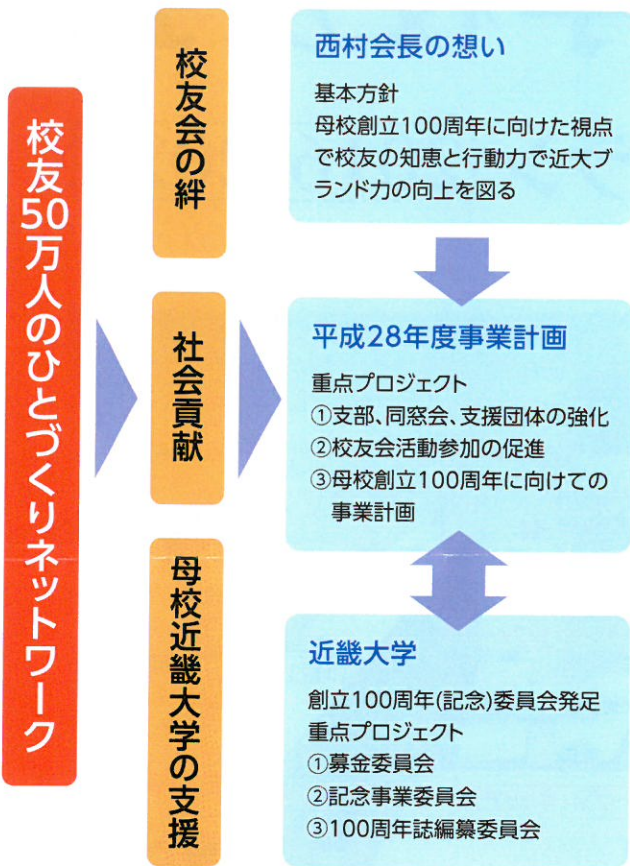 校友50万人のひとづくりネットワーク
校友会の絆
社会貢献
母校近畿大学の支援
西村会長の想い
基本方針
母校創立100周年に向けた視点
で校友の知恵と行動力で近大ブ
ランド力の向上を図る
平成28年度事業計画
重点プロジェクト
①支部、同窓会、支援団体の強化
②校友会活動参加の促進
③母校創立100周年に向けての
事業計画
近畿大学
創立100周年(記念)委員会発足
重点プロジェクト
①募金委員会
②記念事業委員会
③100周年誌編纂委員会